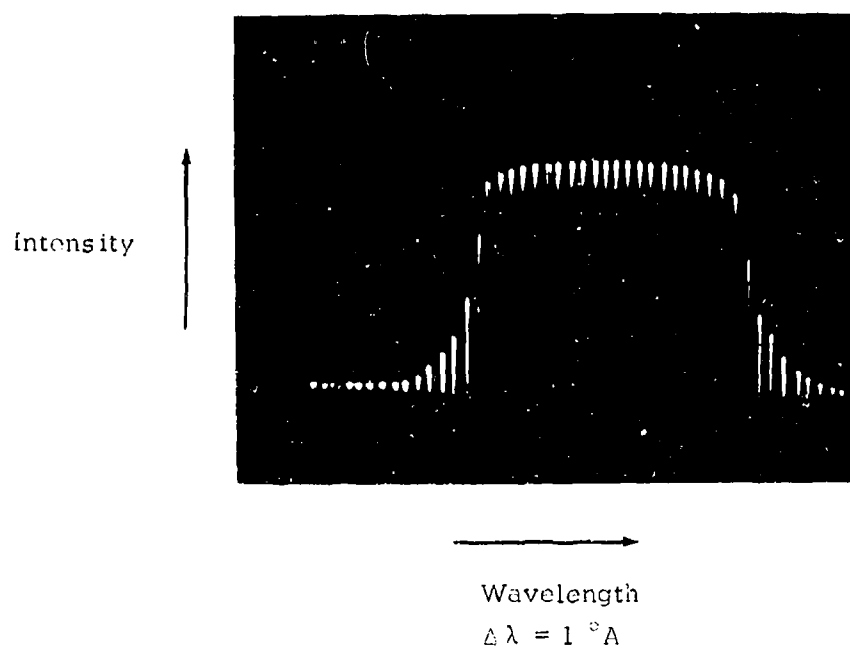 Intensity
Wavelength
Δλ = 1 °A